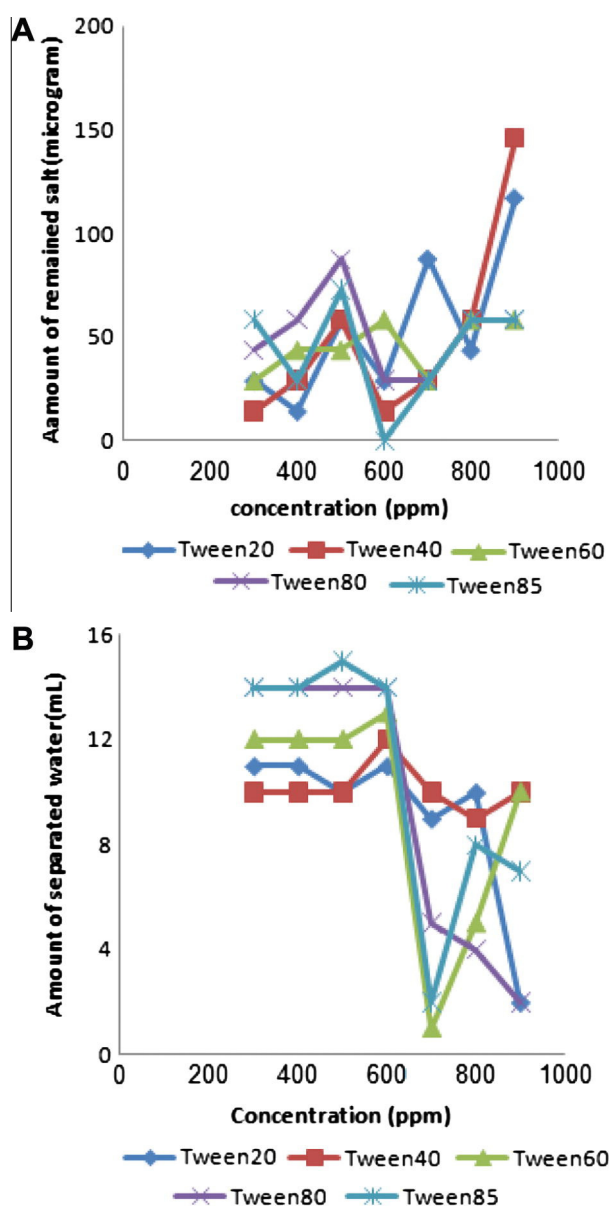 A
200
150
100
50
0
Aamount of remained salt(microgram)
0 200 400 600 800 1000
concentration (ppm)
Tween20 Tween40 Tween60
Tween80 Tween85
B
16
12
8
4
0
Amount of separated water(mL)
0 200 400 600 800 1000
Concentration (ppm)
Tween20 Tween40 Tween60
Tween80 Tween85